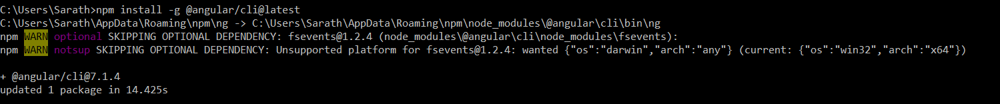 C:\Users\Sarath>npm install -g @angular/cli@latest
C:\Users\Sarath\AppData\Roaming\npm\ng -> C:\Users\Sarath\AppData\Roaming\npm\node_modules\@angular\cli\bin\ng
npm WARN optional SKIPPING OPTIONAL DEPENDENCY: fsevents@1.2.4 (node_modules\@angular\cli\node_modules\fsevents):
npm WARN notsup SKIPPING OPTIONAL DEPENDENCY: Unsupported platform for fsevents@1.2.4: wanted {"os":"darwin","arch":"any"} (current: {"os":"win32","arch":"x64"})
+ @angular/cli@7.1.4
updated 1 package in 14.425s